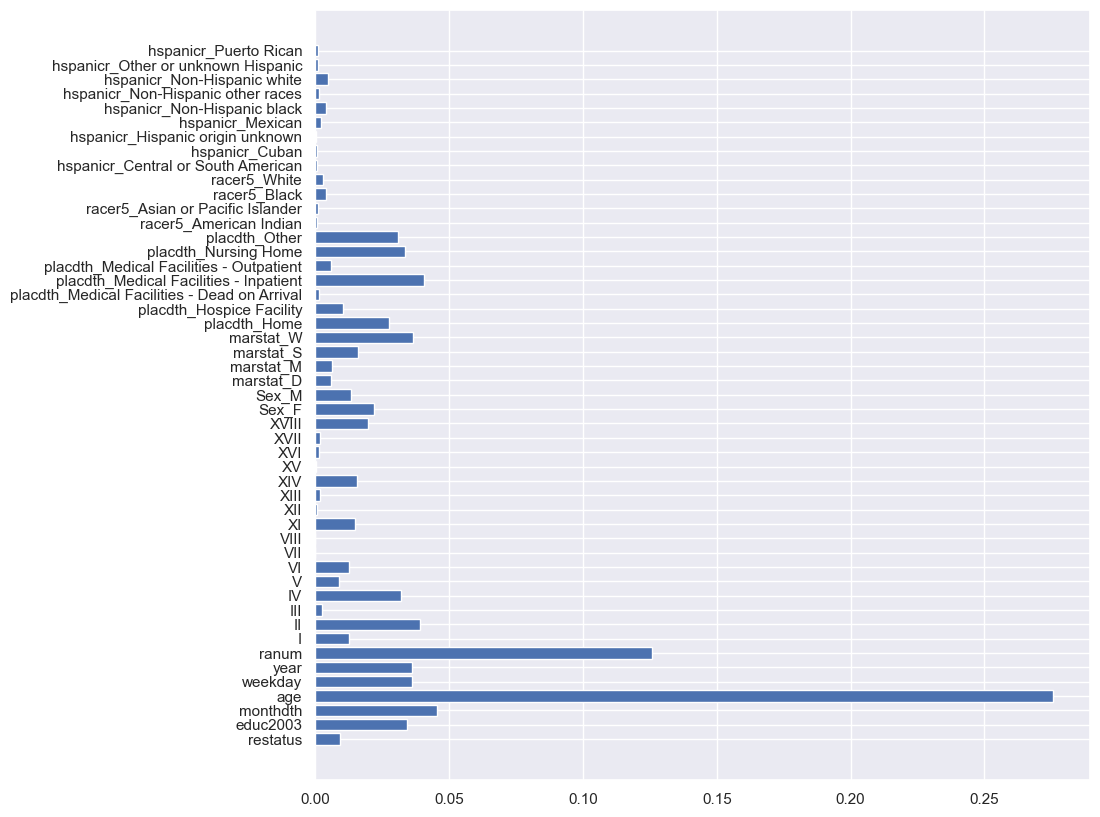 hspanicr_Puerto Rican
hspanicr_Other or unknown Hispanic
hspanicr_Non-Hispanic white
hspanicr_Non-Hispanic other races
hspanicr_Non-Hispanic black
hspanicr_Mexican
hspanicr_Hispanic origin unknown
hspanicr_Cuban
hspanicr_Central or South American
racer5_White
racer5_Black
racer5_Asian or Pacific Islander
racer5_American Indian
placdth_Other
placdth_Nursing Home
placdth_Medical Facilities - Outpatient
placdth_Medical Facilities - Inpatient
placdth_Medical Facilities - Dead on Arrival
placdth_Hospice Facility
placdth_Home
marstat_W
marstat_S
marstat_M
marstat_D
Sex_M
Sex_F
XVIII
XVII
XVI
XV
XIV
XIII
XII
XI
VIII
VII
VI
V
IV
III
II
I
ranum
year
weekday
age
monthdth
educ2003
restatus
0.00 0.05 0.10 0.15 0.20 0.25